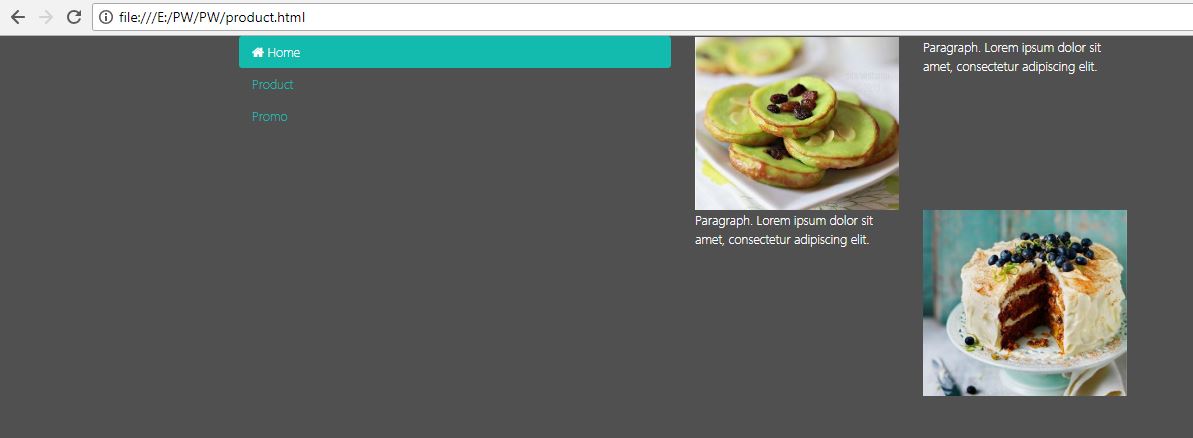 file:///E:/PW/PW/product.html
Home
Product
Promo
Paragraph. Lorem ipsum dolor sit
amet, consectetur adipiscing elit.
Paragraph. Lorem ipsum dolor sit
amet, consectetur adipiscing elit.